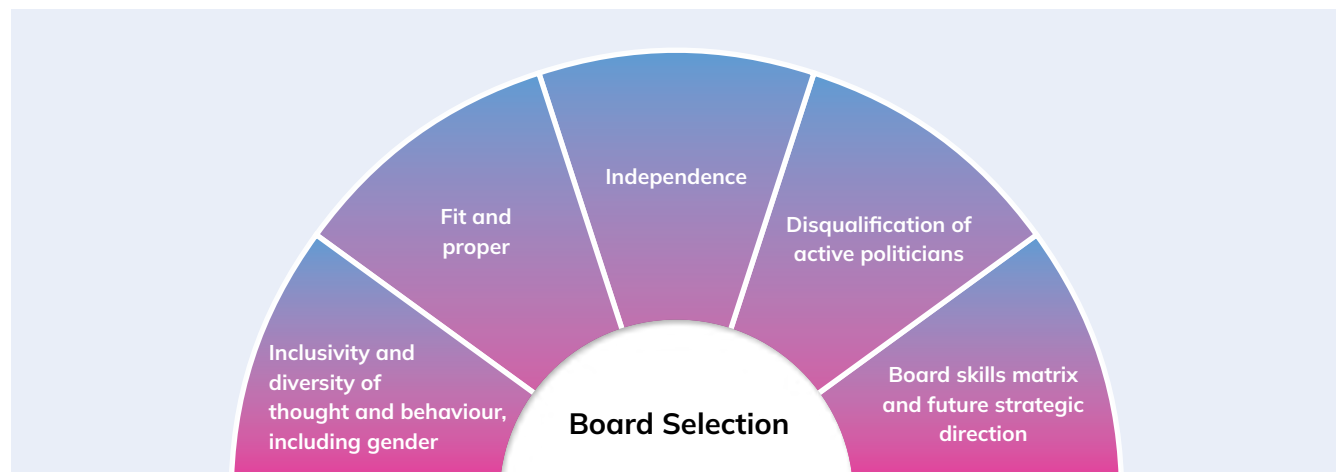 Inclusivity and
diversity of
thought and behaviour,
including gender
Fit and
proper
Independence
Disqualification of
active politicians
Board skills matrix
and future strategic
direction
Board Selection